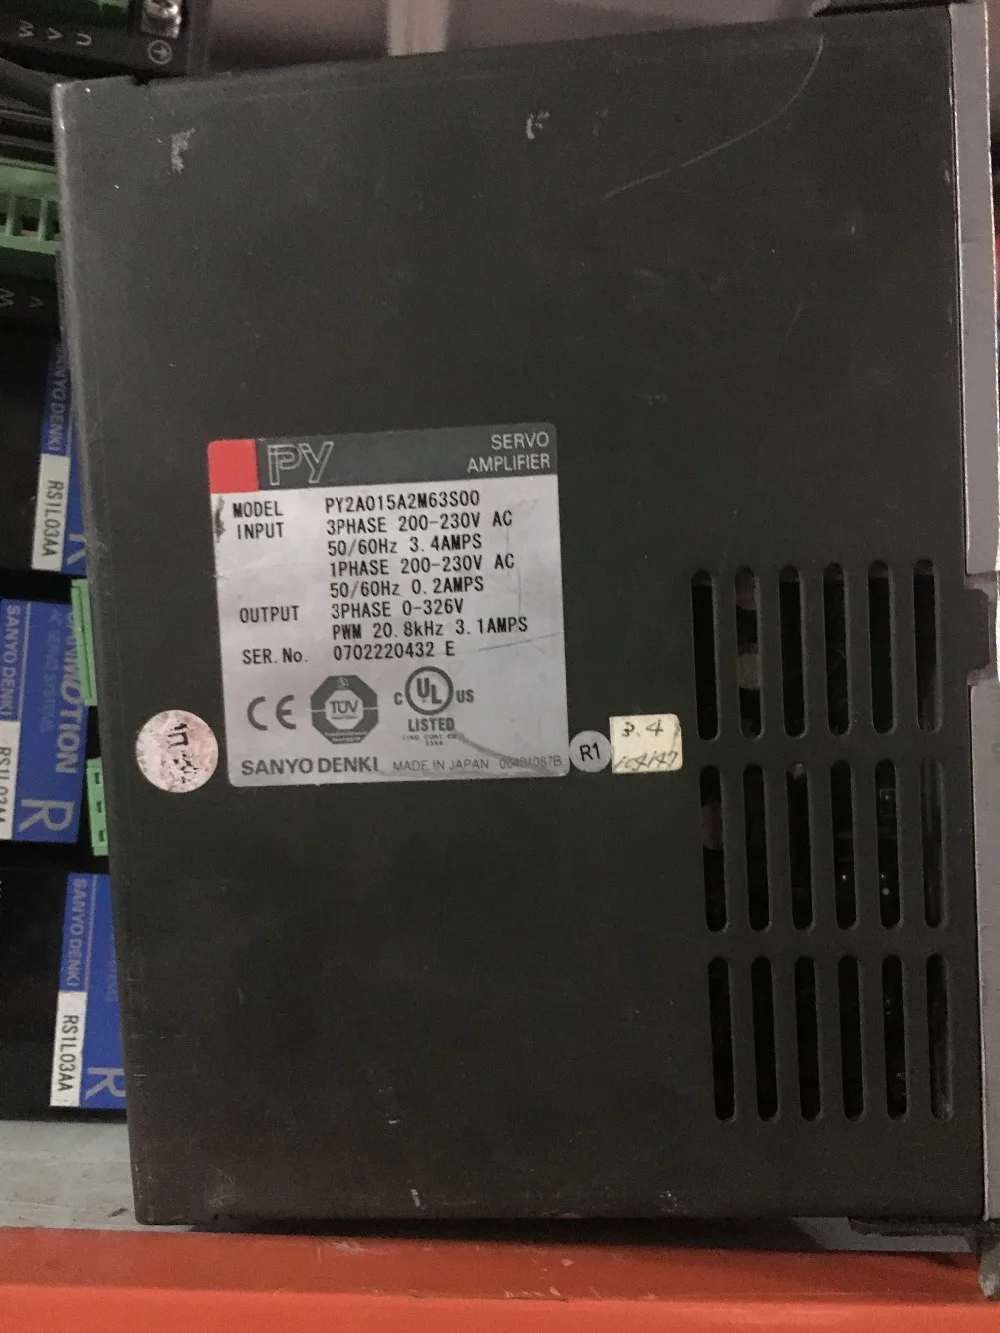 PY
SERVO
AMPLIFIER
MODEL PY2A015A2M63S00
INPUT 3PHASE 200-230V AC
50/60Hz 3.4AMPS
1PHASE 200-230V AC
50/60Hz 0.2AMPS
OUTPUT 3PHASE 0-326V
PWM 20.8kHz 3.1AMPS
SER.No. 0702220432 E
CE
TÜV
C UL US
LISTED
SANYO DENKI MADE IN JAPAN
R1
3.4
U V W
V W
SANYO DENKI
RS1L03AA
R
SANMOTION
SANYO DENKI
RS1L03AA
R
SANYO DENKI
RS1L03AA
R